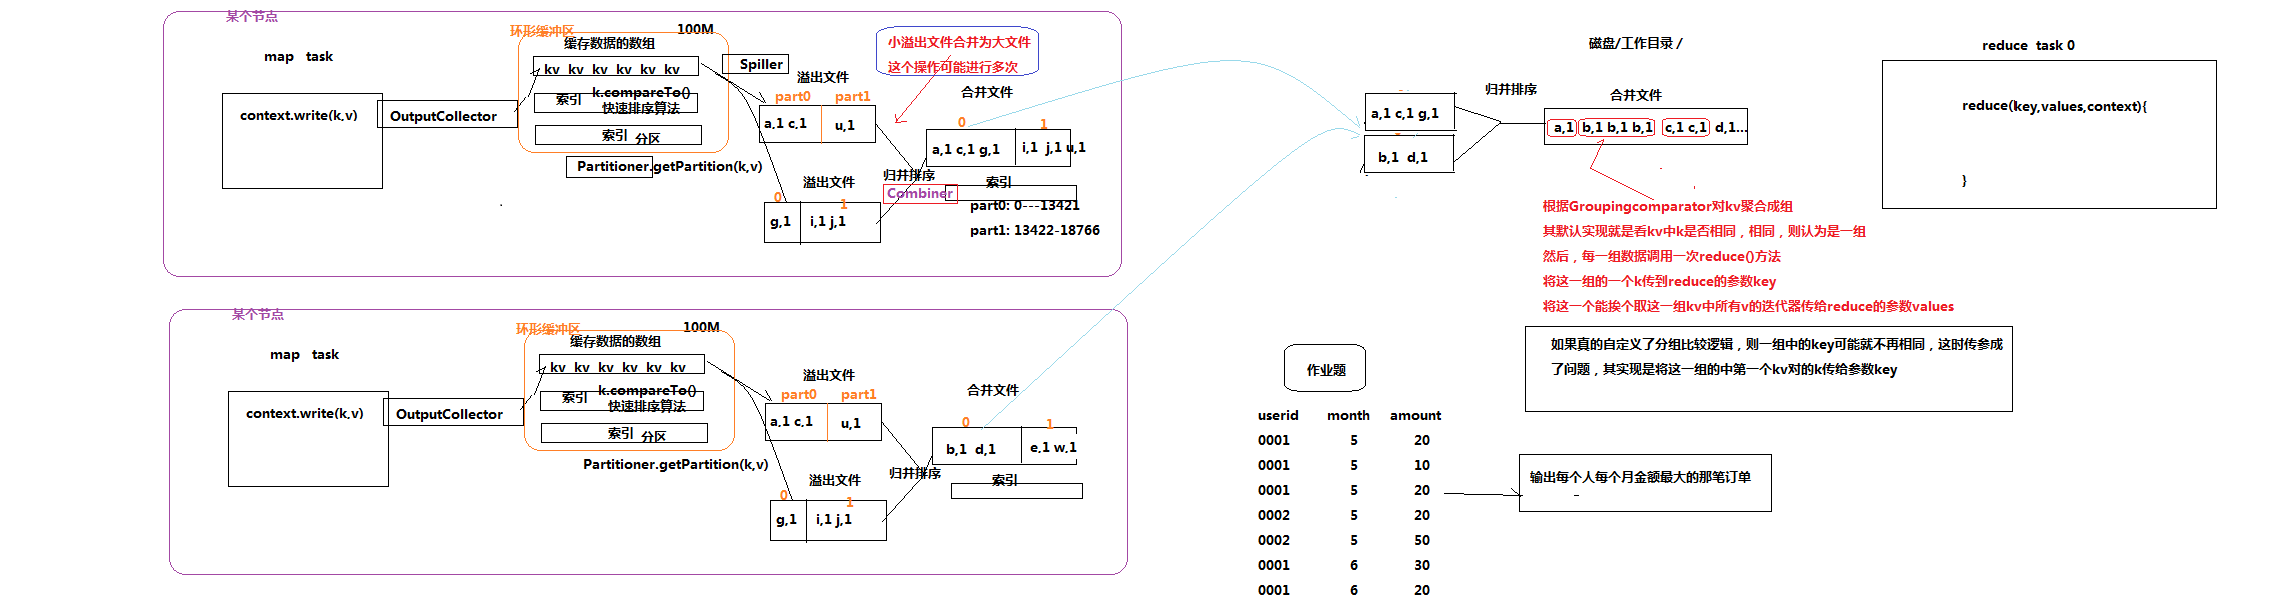 某个节点
环形缓冲区
100M
缓存数据的数组
map task
kv kv kv kv kv kv
Spiller
小溢出文件合并为大文件
这个操作可能进行多次
溢出文件
part0 part1
合并文件
context.write(k,v)
OutputCollector
索引
k.compareTo()
快速排序算法
索引 分区
Partitioner.getPartition(k,v)
a,1 c,1
u,1
0
1
a,1 c,1 g,1
i,1 j,1 u,1
归并排序
Combiner
溢出文件
0
1
g,1
i,1 j,1
索引
part0: 0---13421
part1: 13422-18766
某个节点
环形缓冲区
100M
缓存数据的数组
map task
kv kv kv kv kv kv
溢出文件
part0 part1
合并文件
context.write(k,v)
OutputCollector
索引
k.compareTo()
快速排序算法
索引 分区
Partitioner.getPartition(k,v)
a,1 c,1
u,1
0
1
b,1 d,1
e,1 w,1
归并排序
溢出文件
0
1
g,1
i,1 j,1
索引
磁盘/工作目录 /
归并排序
合并文件
a,1 c,1 g,1
b,1 d,1
a,1 b,1 b,1 b,1 c,1 c,1 d,1...
根据Groupingcomparator对kv聚合成组
其默认实现就是看kv中k是否相同，相同，则认为是一组
然后，每一组数据调用一次reduce()方法
将这一组的一个k传到reduce的参数key
将这一个能挨个取这一组kv中所有v的迭代器传给reduce的参数values
reduce task 0
reduce(key,values,context){
}
如果真的自定义了分组比较逻辑，则一组中的key可能就不再相同，这时传参成
了问题，其实现是将这一组的中第一个kv对的k传给参数key
作业题
userid month amount
0001 5 20
0001 5 10
0001 5 20
0002 5 20
0002 5 50
0001 6 30
0001 6 20
输出每个人每个月金额最大的那笔订单